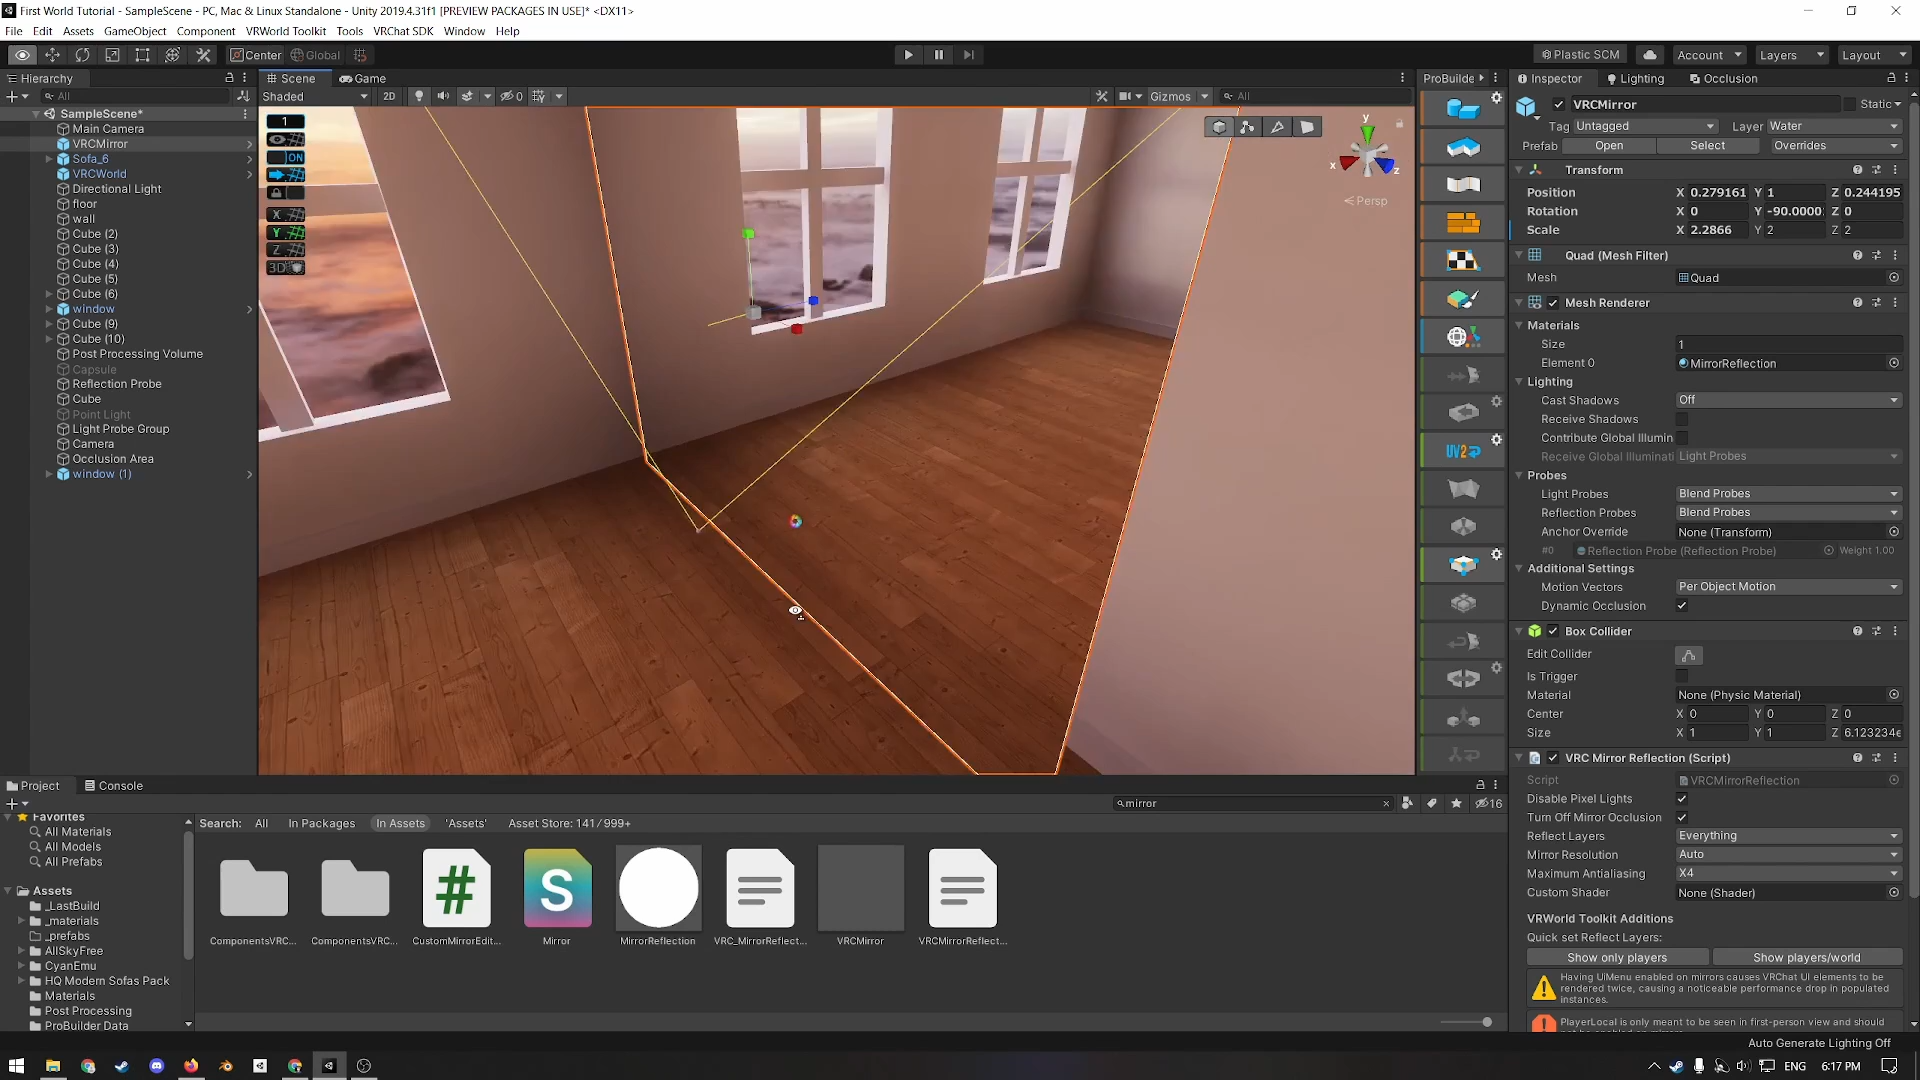 First World Tutorial - SampleScene - PC, Mac & Linux Standalone - Unity 2019.4.31f1 [PREVIEW PACKAGES IN USE]* <DX11>
File Edit Assets GameObject Component VRWorld Toolkit Tools VRChat SDK Window Help
Center Global Plastic SCM Account Layers Layout
Hierarchy Scene Game ProBuilde Inspector Lighting Occlusion
All Shaded 2D 0 Gizmos All
SampleScene*
Main Camera
VRCMirror
Sofa_6
VRCWorld
Directional Light
floor
wall
Cube (2)
Cube (3)
Cube (4)
Cube (5)
Cube (6)
window
Cube (9)
Cube (10)
Post Processing Volume
Capsule
Reflection Probe
Cube
Point Light
Light Probe Group
Camera
Occlusion Area
window (1)
1
ON
X
Y
Z
3D
y
x z
Persp
UV2
VRCMirror Static
Tag Untagged Layer Water
Prefab Open Select Overrides
Transform
Position X 0.279161 Y 1 Z 0.244195
Rotation X 0 Y -90.0000 Z 0
Scale X 2.2866 Y 2 Z 2
Quad (Mesh Filter)
Mesh Quad
Mesh Renderer
Materials
Size 1
Element 0 MirrorReflection
Lighting
Cast Shadows Off
Receive Shadows
Contribute Global Illumin
Receive Global Illuminati Light Probes
Probes
Light Probes Blend Probes
Reflection Probes Blend Probes
Anchor Override None (Transform)
#0 Reflection Probe (Reflection Probe) Weight 1.00
Additional Settings
Motion Vectors Per Object Motion
Dynamic Occlusion
Box Collider
Edit Collider
Is Trigger
Material None (Physic Material)
Center X 0 Y 0 Z 0
Size X 1 Y 1 Z 6.123234e
VRC Mirror Reflection (Script)
Script VRCMirrorReflection
Disable Pixel Lights
Turn Off Mirror Occlusion
Reflect Layers Everything
Mirror Resolution Auto
Maximum Antialiasing X4
Custom Shader None (Shader)
VRWorld Toolkit Additions
Quick set Reflect Layers:
Show only players Show players/world
Having UiMenu enabled on mirrors causes VRChat UI elements to be
rendered twice, causing a noticeable performance drop in populated
instances.
PlayerLocal is only meant to be seen in first-person view and should
Project Console
mirror 16
Favorites
All Materials
All Models
All Prefabs
Assets
_LastBuild
_materials
_prefabs
AllSkyFree
CyanEmu
HQ Modern Sofas Pack
Materials
Post Processing
ProBuilder Data
Search: All In Packages In Assets 'Assets' Asset Store: 141 / 999+
# S
ComponentsVRC... ComponentsVRC... CustomMirrorEdit... Mirror MirrorReflection VRC_MirrorReflect... VRCMirror VRCMirrorReflect...
Auto Generate Lighting Off
ENG 6:17 PM